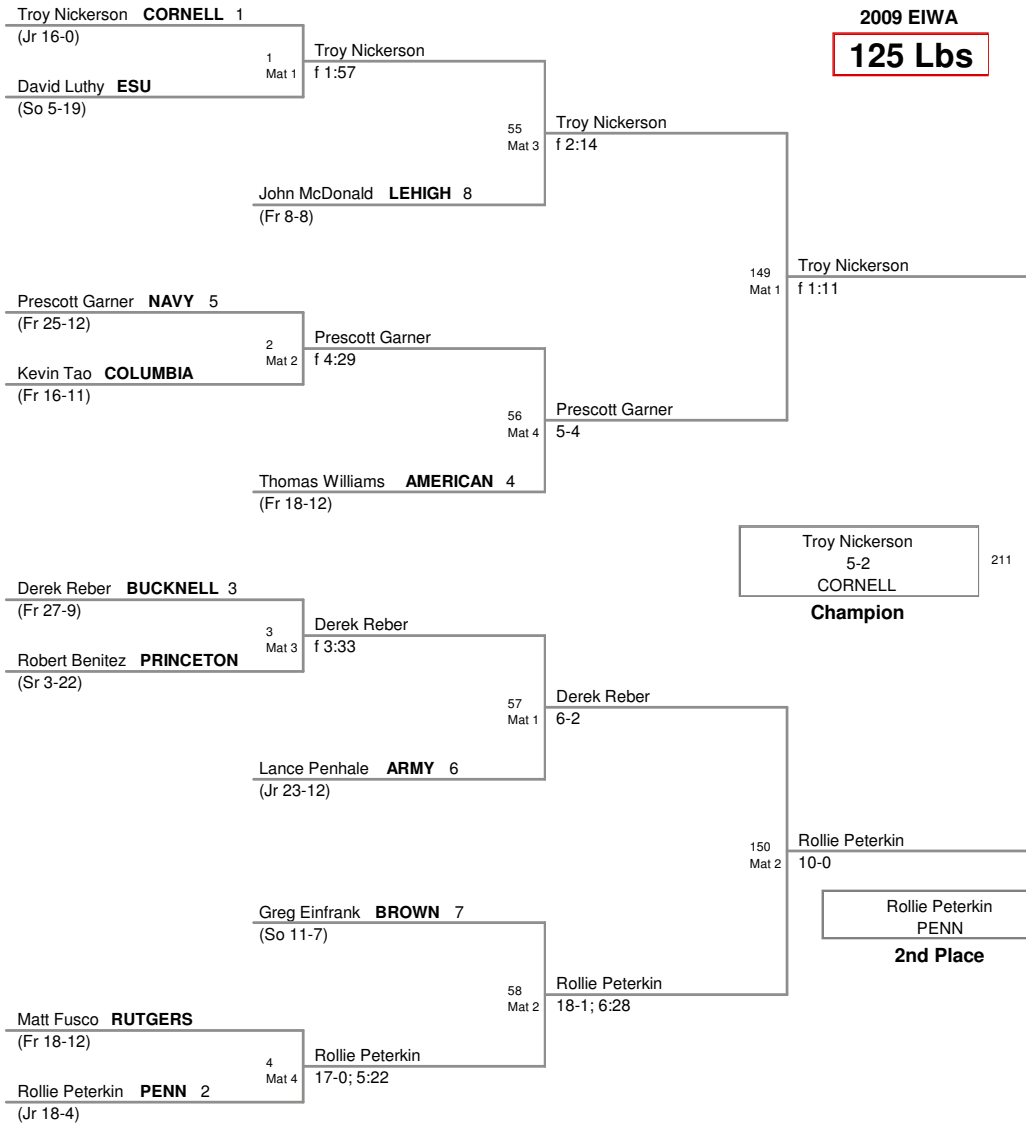 Troy Nickerson CORNELL 1
(Jr 16-0)
1
Mat 1
Troy Nickerson
f 1:57
David Luthy ESU
(So 5-19)
55
Mat 3
Troy Nickerson
f 2:14
John McDonald LEHIGH 8
(Fr 8-8)
149
Mat 1
Troy Nickerson
f 1:11
Prescott Garner NAVY 5
(Fr 25-12)
2
Mat 2
Prescott Garner
f 4:29
Kevin Tao COLUMBIA
(Fr 16-11)
56
Mat 4
Prescott Garner
5-4
Thomas Williams AMERICAN 4
(Fr 18-12)
2009 EIWA
125 Lbs
Troy Nickerson
5-2
CORNELL
211
Champion
Derek Reber BUCKNELL 3
(Fr 27-9)
3
Mat 3
Derek Reber
f 3:33
Robert Benitez PRINCETON
(Sr 3-22)
57
Mat 1
Derek Reber
6-2
Lance Penhale ARMY 6
(Jr 23-12)
150
Mat 2
Rollie Peterkin
10-0
Greg Einfrank BROWN 7
(So 11-7)
58
Mat 2
Rollie Peterkin
18-1; 6:28
Matt Fusco RUTGERS
(Fr 18-12)
4
Mat 4
Rollie Peterkin
17-0; 5:22
Rollie Peterkin PENN 2
(Jr 18-4)
Rollie Peterkin
PENN
2nd Place